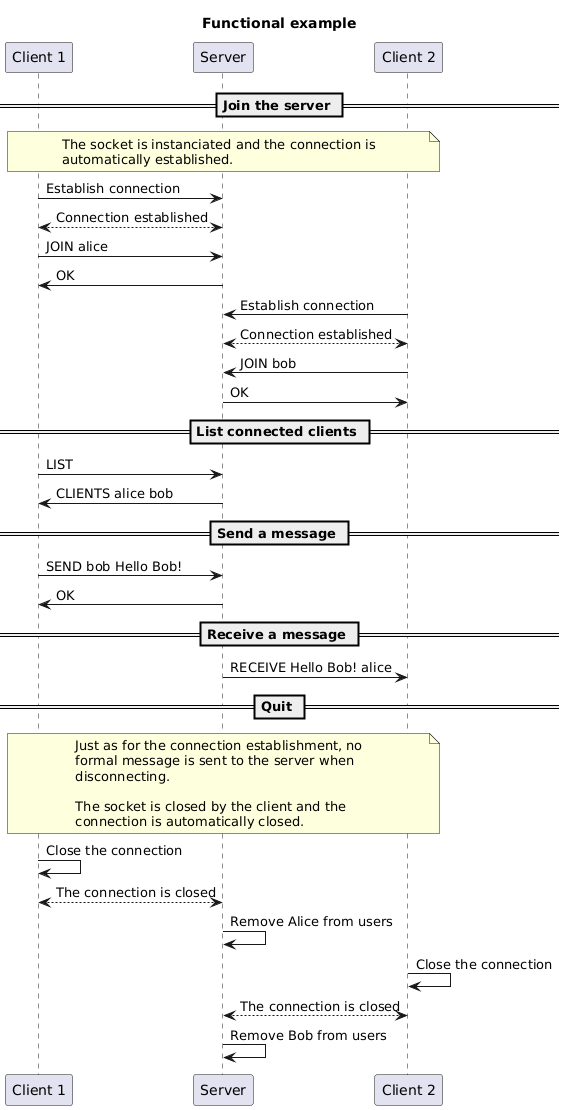 Functional example
Client 1
Server
Client 2
Join the server
The socket is instanciated and the connection is
automatically established.
Establish connection
Connection established
JOIN alice
OK
Establish connection
Connection established
JOIN bob
OK
List connected clients
LIST
CLIENTS alice bob
Send a message
SEND bob Hello Bob!
OK
Receive a message
RECEIVE Hello Bob! alice
Quit
Just as for the connection establishment, no
formal message is sent to the server when
disconnecting.
The socket is closed by the client and the
connection is automatically closed.
Close the connection
The connection is closed
Remove Alice from users
Close the connection
The connection is closed
Remove Bob from users
Client 1
Server
Client 2